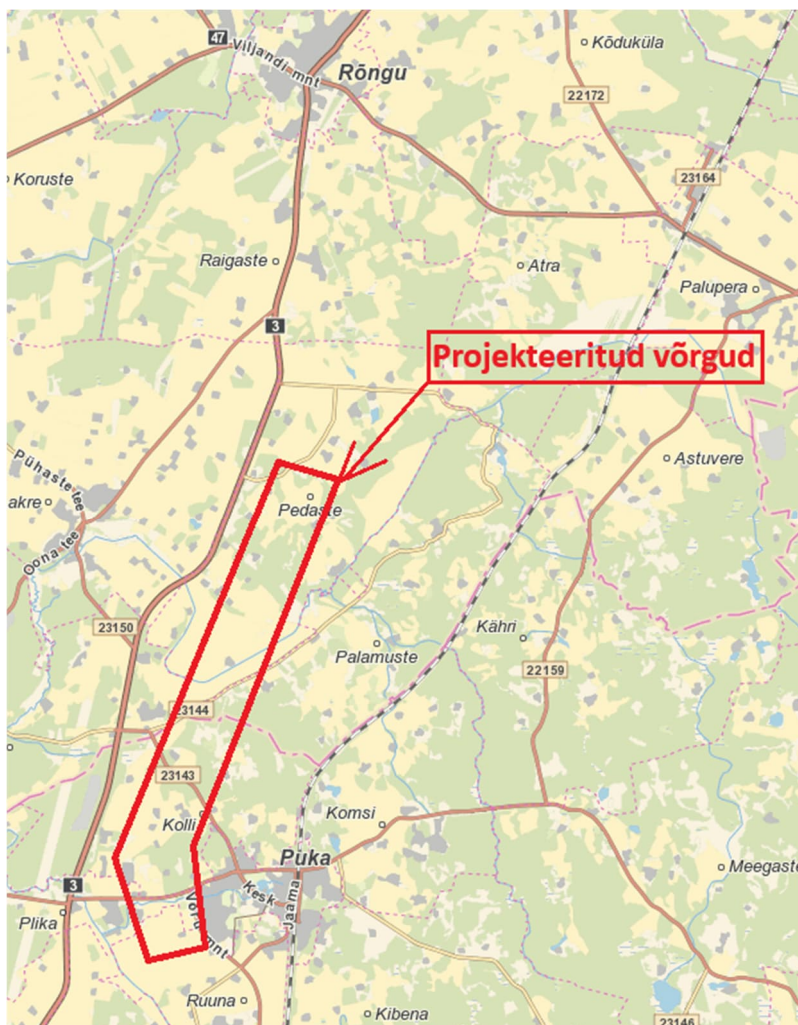 47
Viljandi mnt
Rõngu
Kõduküla
22172
Koruste
23164
Raigaste
Atra
Palupera
3
Projekteeritud võrgud
Pühaste tee
akre
Oona tee
Pedaste
Astuvere
23150
Palamuste
Kähri
22159
23144
23143
Kolli
Komsi
Puka
Kesk
Jaama
Võru mnt
3
Plika
Meegaste
Ruuna
Kibena
23146